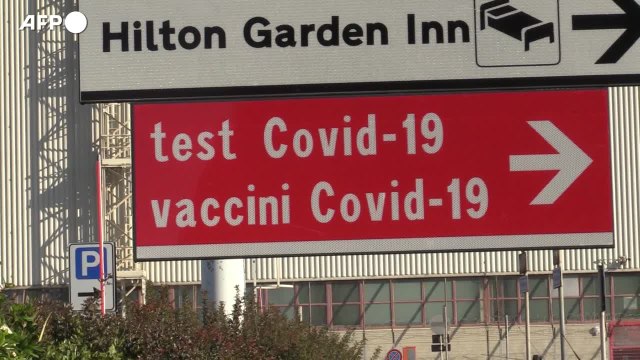 AFP
Hilton Garden Inn
test Covid-19
vaccini Covid-19
P